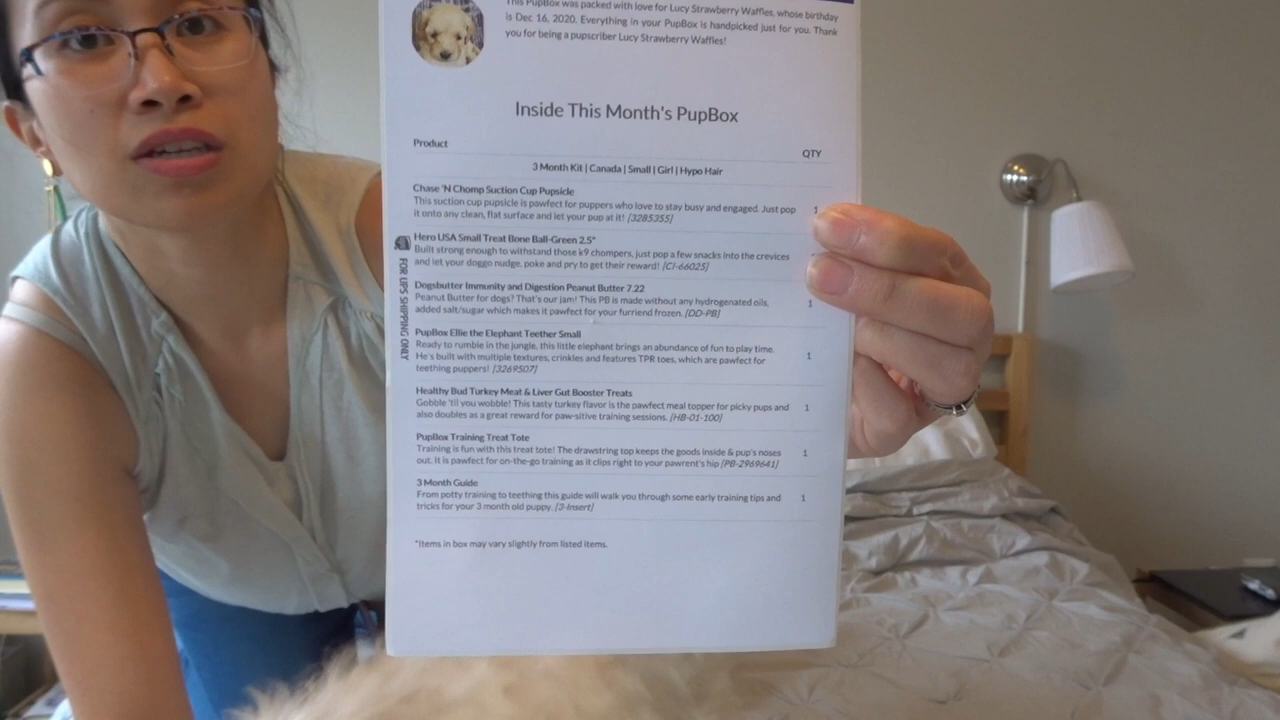 This PupBox was packed with love for Lucy Strawberry Waffles, whose birthday
is Dec 16, 2020. Everything in your PupBox is handpicked just for you. Thank
you for being a pupscriber Lucy Strawberry Waffles!
Inside This Month's PupBox
Product QTY
3 Month Kit | Canada | Small | Girl | Hypo Hair
Chase 'N Chomp Suction Cup Pupsicle
This suction cup pupsicle is pawfect for puppers who love to stay busy and engaged. Just pop 1
it onto any clean, flat surface and let your pup at it! [3285355]
Hero USA Small Treat Bone Ball-Green 2.5"
Built strong enough to withstand those k9 chompers, just pop a few snacks into the crevices
and let your doggo nudge, poke and pry to get their reward! [CI-66025]
Dogsbutter Immunity and Digestion Peanut Butter 7.22
Peanut Butter for dogs? That's our jam! This PB is made without any hydrogenated oils, 1
added salt/sugar which makes it pawfect for your furriend frozen. [DD-PB]
PupBox Ellie the Elephant Teether Small
Ready to rumble in the jungle, this little elephant brings an abundance of fun to play time.
He's built with multiple textures, crinkles and features TPR toes, which are pawfect for 1
teething puppers! [3269507]
Healthy Bud Turkey Meat & Liver Gut Booster Treats
Gobble 'til you wobble! This tasty turkey flavor is the pawfect meal topper for picky pups and 1
also doubles as a great reward for paw-sitive training sessions. [HB-01-100]
PupBox Training Treat Tote
Training is fun with this treat tote! The drawstring top keeps the goods inside & pup's noses 1
out. It is pawfect for on-the-go training as it clips right to your pawrent's hip [PB-2969641]
3 Month Guide
From potty training to teething this guide will walk you through some early training tips and 1
tricks for your 3 month old puppy. [3-Insert]
*Items in box may vary slightly from listed items.
FOR UPS SHIPPING ONLY